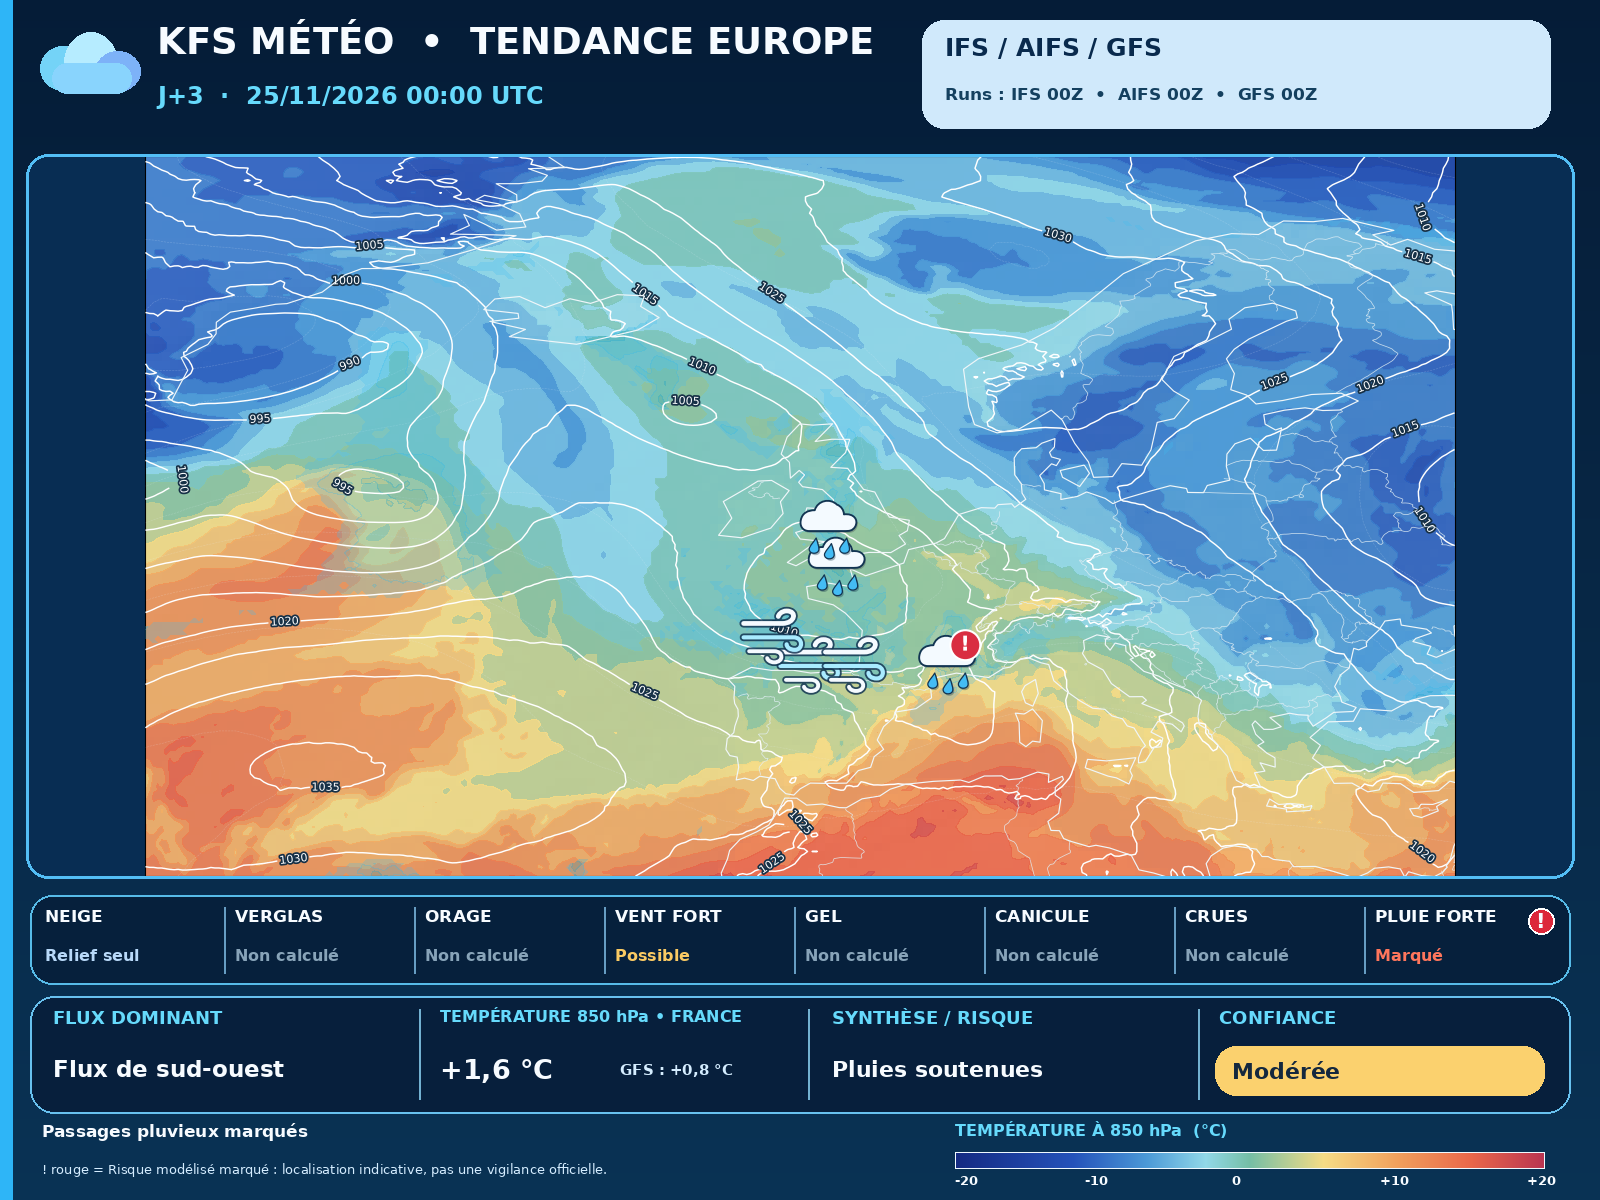 KFS MÉTÉO • TENDANCE EUROPE
J+3 · 25/11/2026 00:00 UTC
IFS / AIFS / GFS
Runs : IFS 00Z • AIFS 00Z • GFS 00Z
1010
1030
1005
1015
1000
1015
1025
990
1010
1025
1020
1005
995
1015
1000
995
1010
1020
1010
1025
1035
1025
1030
1025
1020
NEIGE
Relief seul
VERGLAS
Non calculé
ORAGE
Non calculé
VENT FORT
Possible
GEL
Non calculé
CANICULE
Non calculé
CRUES
Non calculé
PLUIE FORTE !
Marqué
FLUX DOMINANT
Flux de sud-ouest
TEMPÉRATURE 850 hPa • FRANCE
+1,6 °C GFS : +0,8 °C
SYNTHÈSE / RISQUE
Pluies soutenues
CONFIANCE
Modérée
Passages pluvieux marqués
! rouge = Risque modélisé marqué : localisation indicative, pas une vigilance officielle.
TEMPÉRATURE À 850 hPa (°C)
-20 -10 0 +10 +20